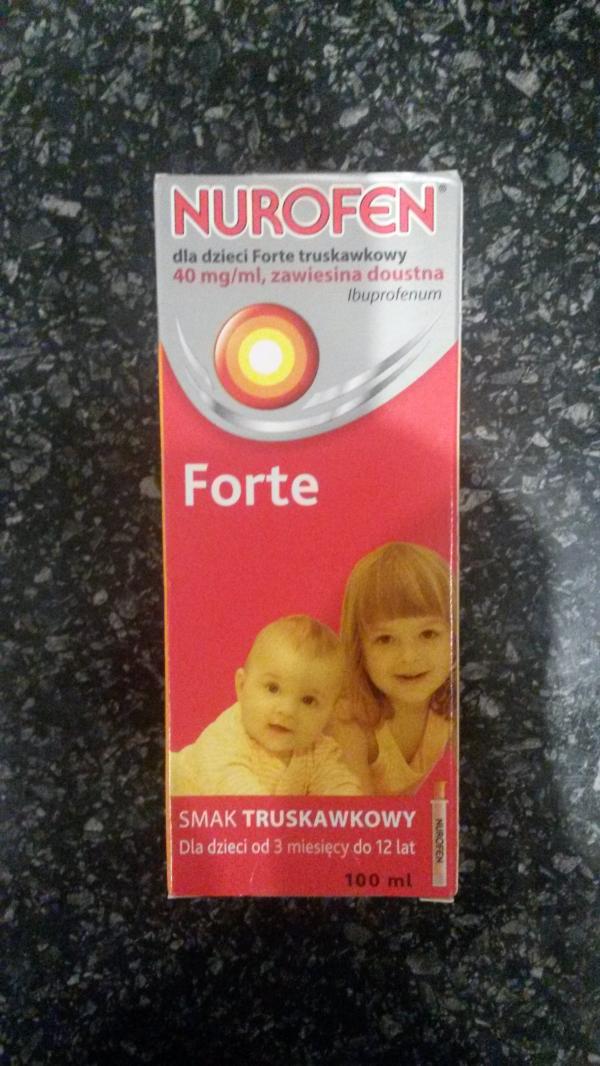 NUROFEN®
dla dzieci Forte truskawkowy
40 mg/ml, zawiesina doustna
Ibuprofenum
Forte
SMAK TRUSKAWKOWY
Dla dzieci od 3 miesięcy do 12 lat
100 ml
NUROFEN